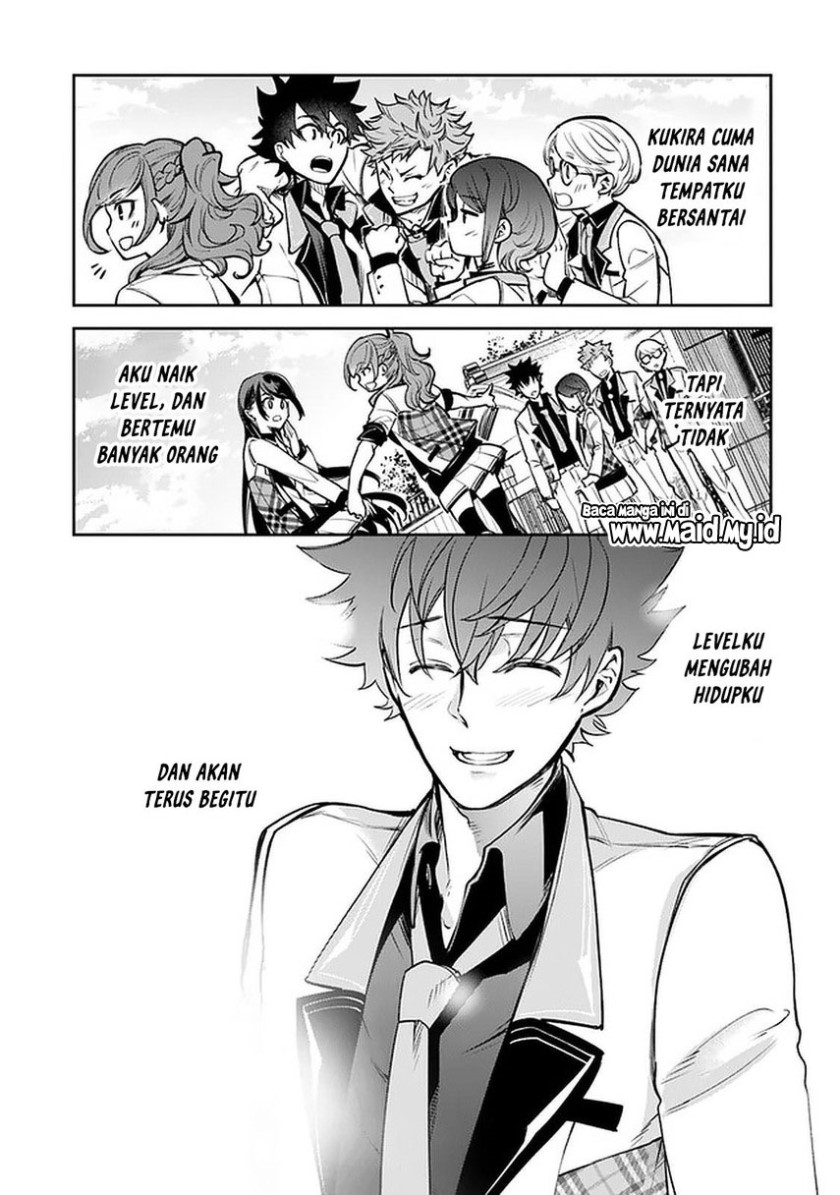 KUKIRA CUMA
DUNIA SANA
TEMPATKU
BERSANTAI
TAPI
TERNYATA
TIDAK
AKU NAIK
LEVEL, DAN
BERTEMU
BANYAK ORANG
Baca Manga ini di
www.Maid.My.id
LEVELKU
MENGUBAH
HIDUPKU
DAN AKAN
TERUS BEGITU